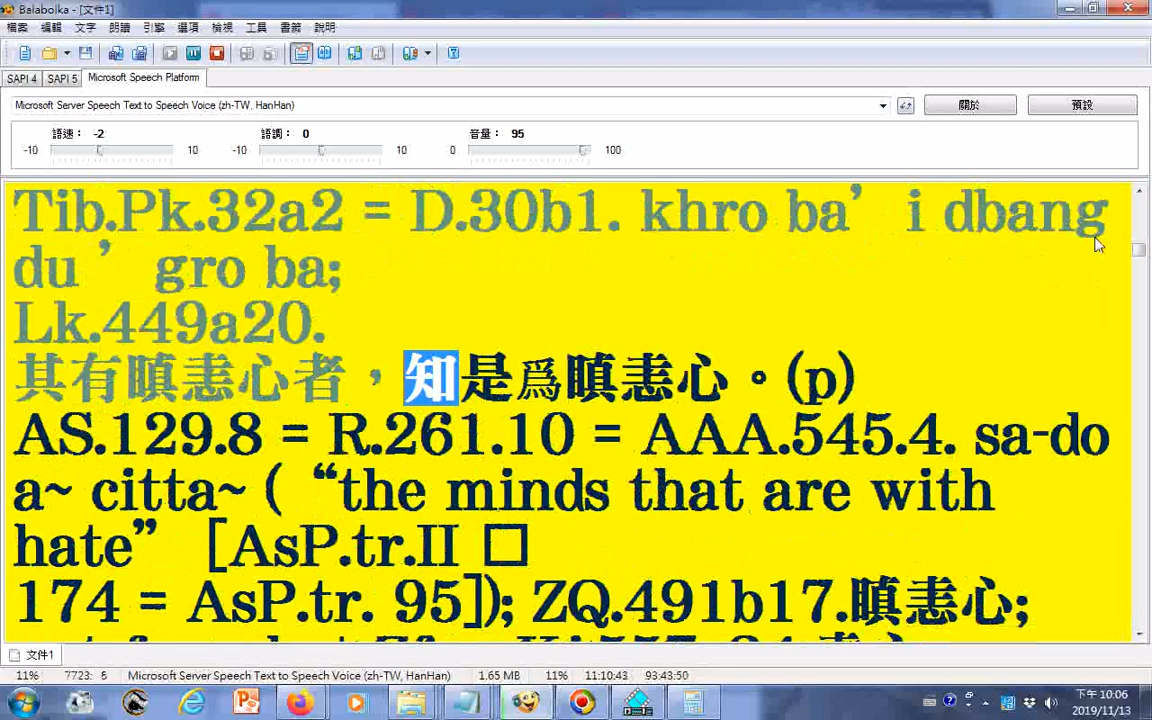 Balabolka - [文件1]
檔案 編輯 文字 朗讀 引擎 選項 檢視 工具 書籤 說明
SAPI 4 SAPI 5 Microsoft Speech Platform
Microsoft Server Speech Text to Speech Voice (zh-TW, HanHan) 關於 預設
語速： -2 語調： 0 音量： 95
-10 10 -10 10 0 100
Tib.Pk.32a2 = D.30b1. khro ba’i dbang
du ’gro ba;
Lk.449a20.
其有瞋恚心者，知是爲瞋恚心。(p)
AS.129.8 = R.261.10 = AAA.545.4. sa-do
a~ citta~ (“the minds that are with
hate” [AsP.tr.II □
174 = AsP.tr. 95]); ZQ.491b17.瞋恚心;
文件1
11% 7723: 6 Microsoft Server Speech Text to Speech Voice (zh-TW, HanHan) 1.65 MB 11% 11:10:43 93:43:50
下午 10:06
2019/11/13